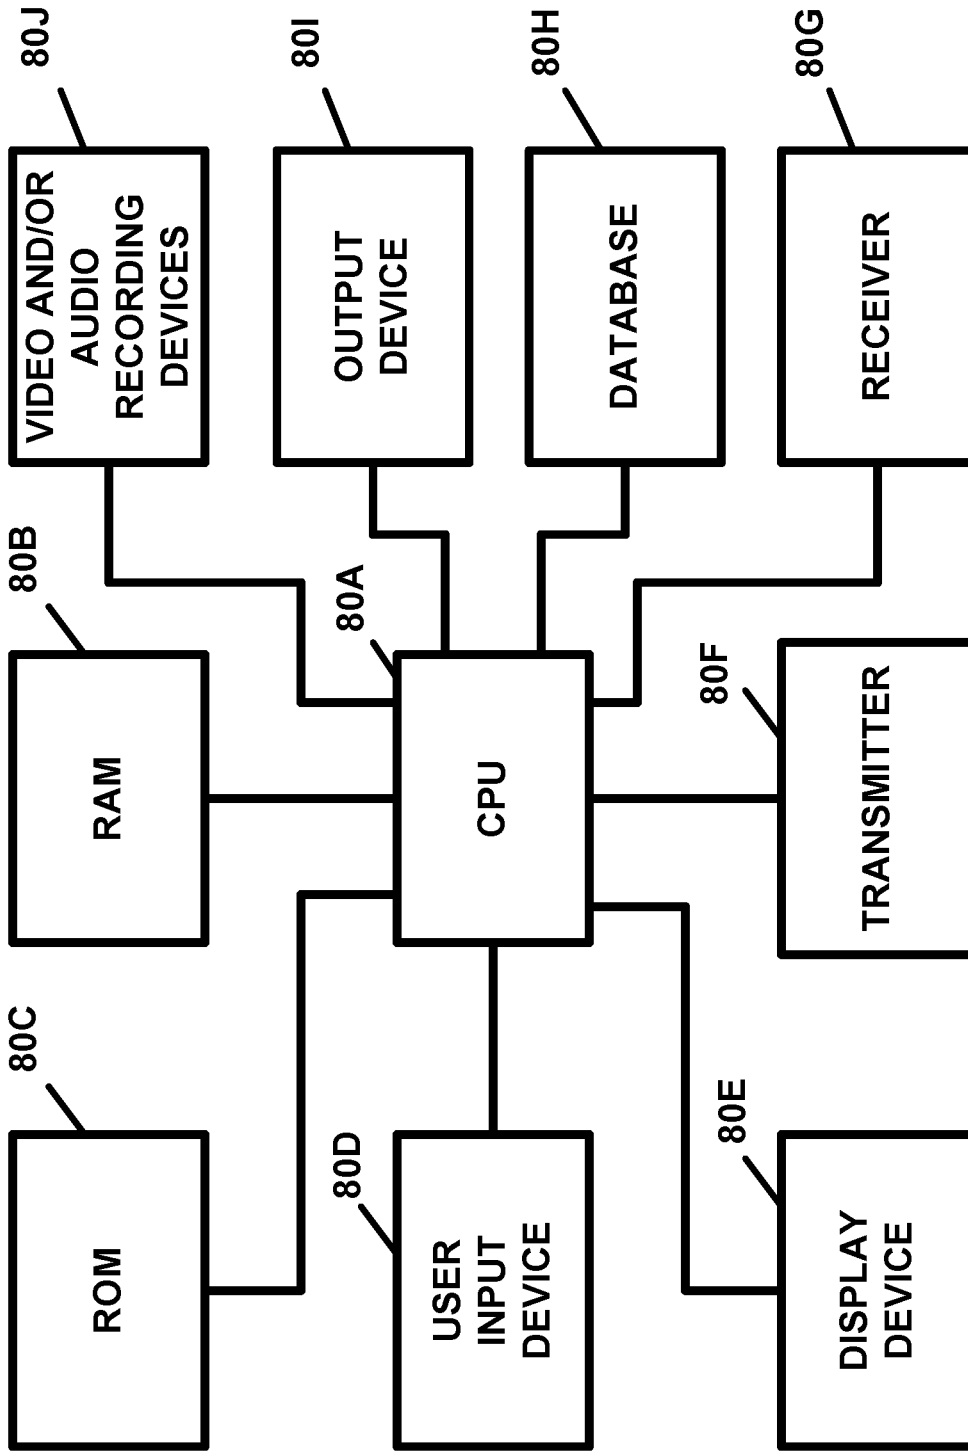 80C
ROM
80B
RAM
80J
VIDEO AND/OR
AUDIO
RECORDING
DEVICES
80D
USER
INPUT
DEVICE
80A
CPU
80I
OUTPUT
DEVICE
80H
DATABASE
80E
DISPLAY
DEVICE
80F
TRANSMITTER
80G
RECEIVER